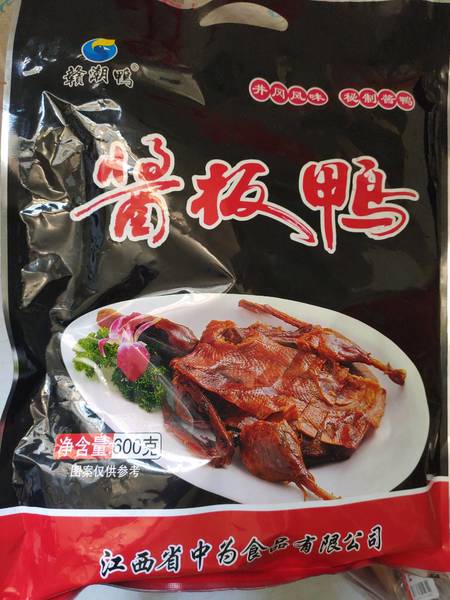 赣湖鸭®
井冈风味 秘制酱鸭
酱板鸭
净含量 600克
图案仅供参考
江西省中为食品有限公司